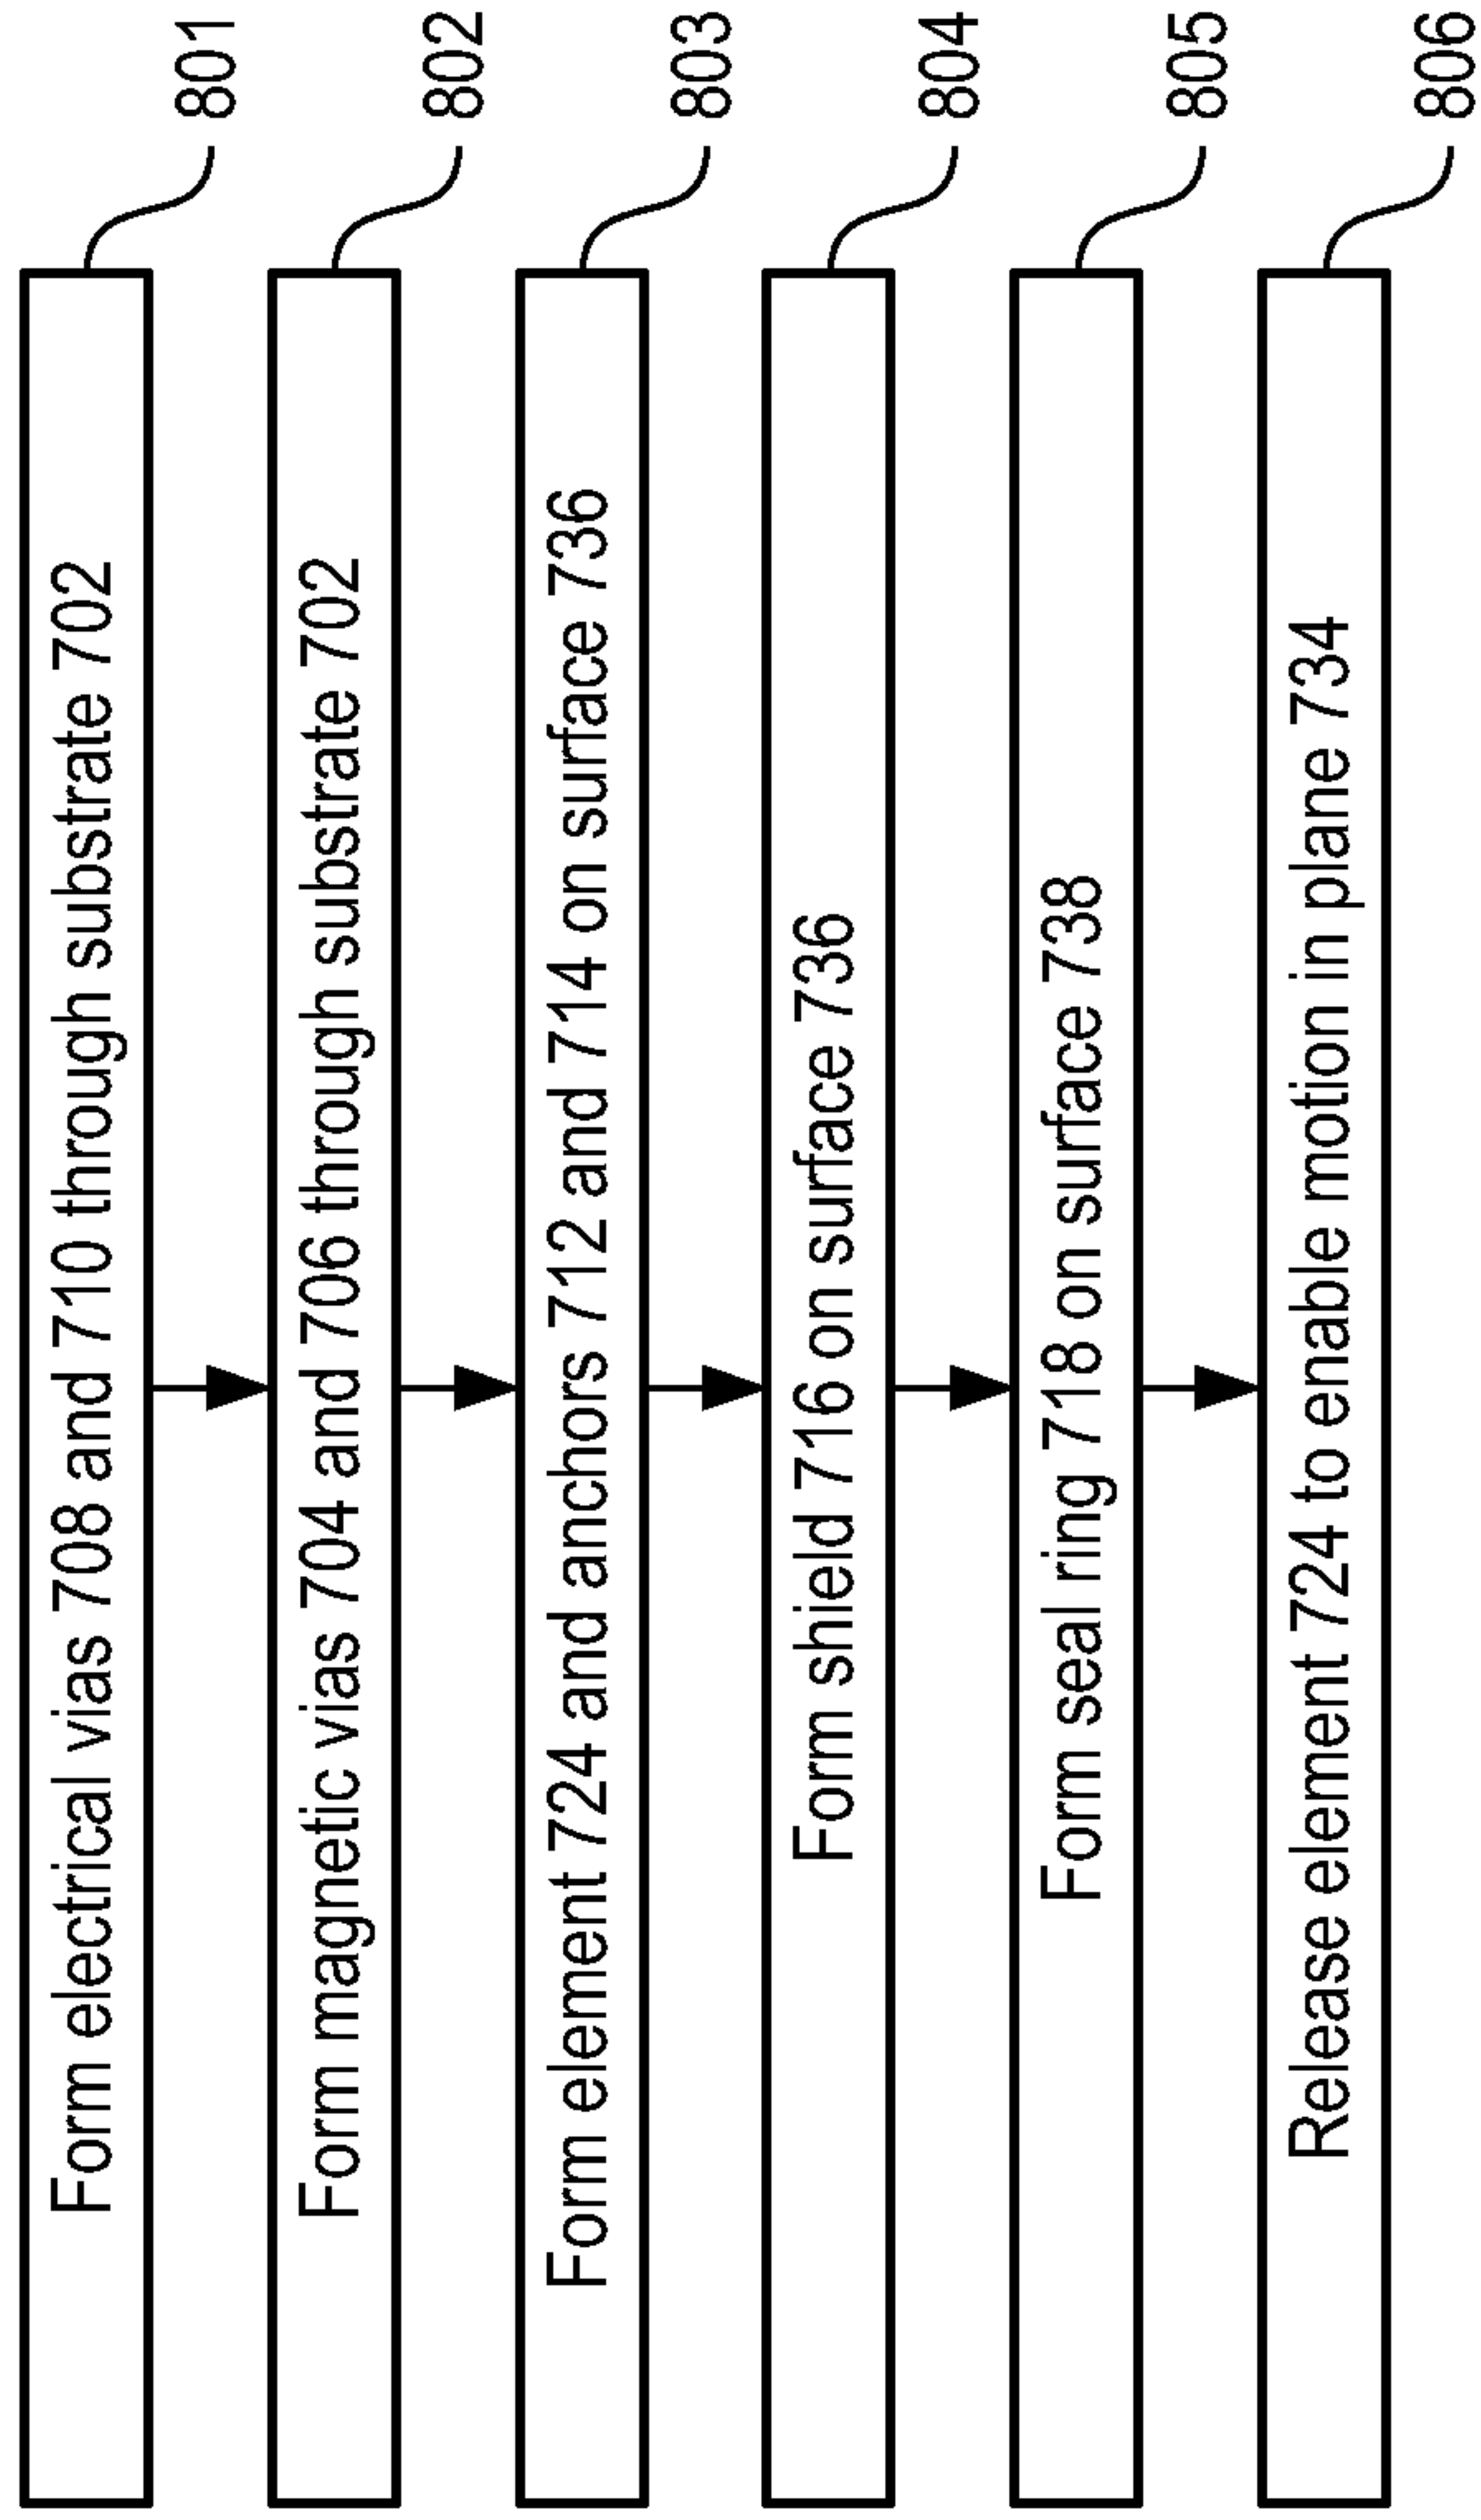 Form electrical vias 708 and 710 through substrate 702
801
Form magnetic vias 704 and 706 through substrate 702
802
Form element 724 and anchors 712 and 714 on surface 736
803
Form shield 716 on surface 736
804
Form seal ring 718 on surface 738
805
Release element 724 to enable motion in plane 734
806